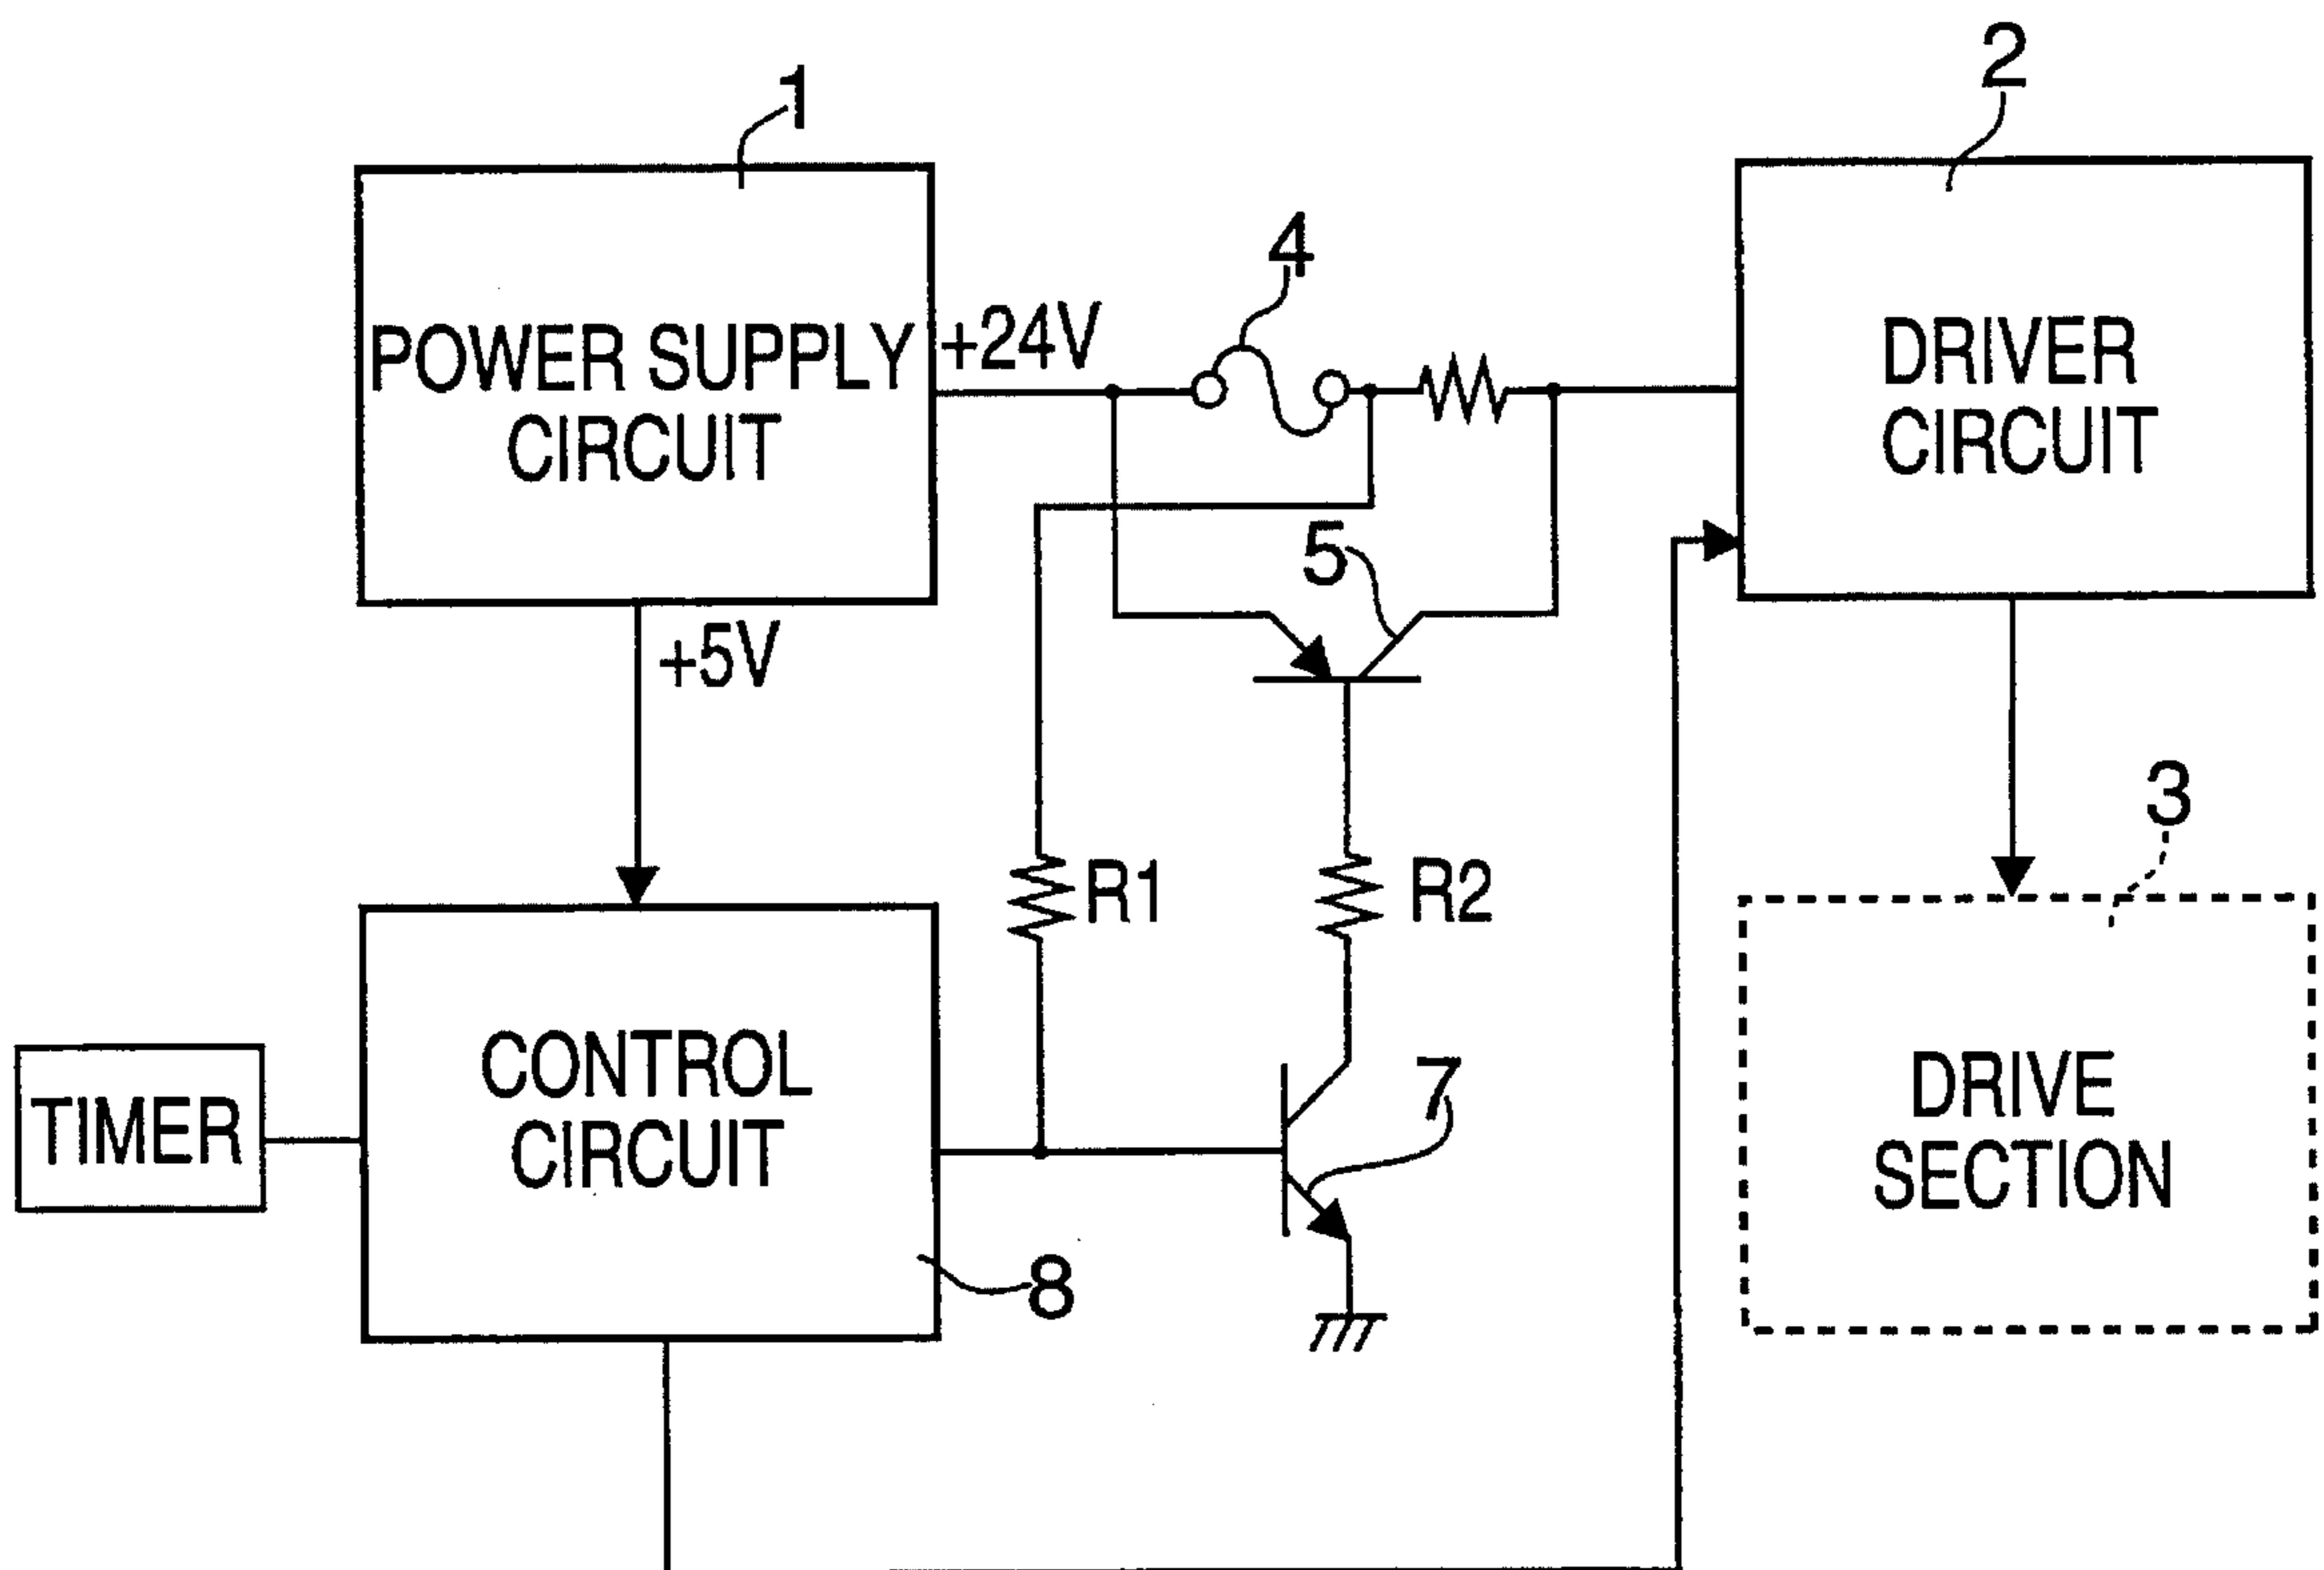 1
2
4
POWER SUPPLY
CIRCUIT
+24V
DRIVER
CIRCUIT
5
+5V
3
R1
R2
TIMER
CONTROL
CIRCUIT
7
DRIVE
SECTION
8